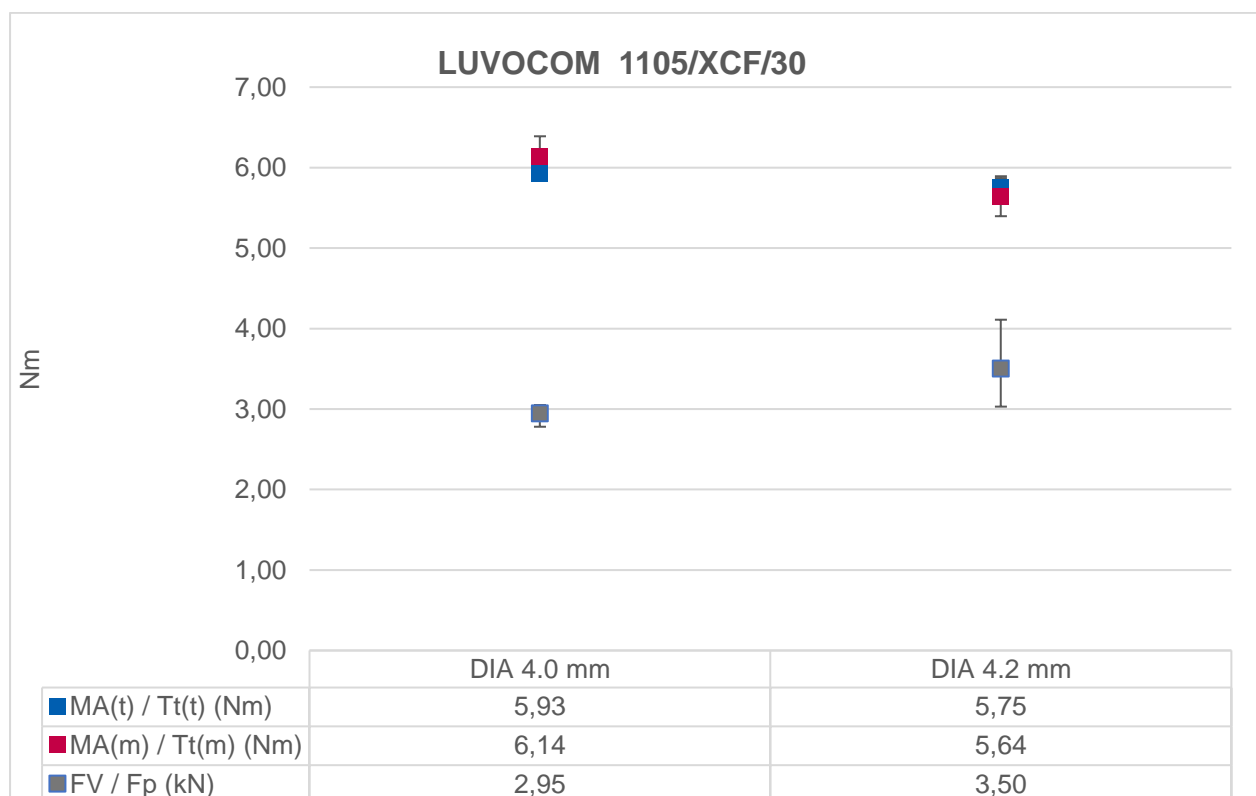 LUVOCOM 1105/XCF/30
7,00
6,00
5,00
4,00
3,00
2,00
1,00
0,00
Nm
DIA 4.0 mm DIA 4.2 mm
MA(t) / Tt(t) (Nm) 5,93 5,75
MA(m) / Tt(m) (Nm) 6,14 5,64
FV / Fp (kN) 2,95 3,50